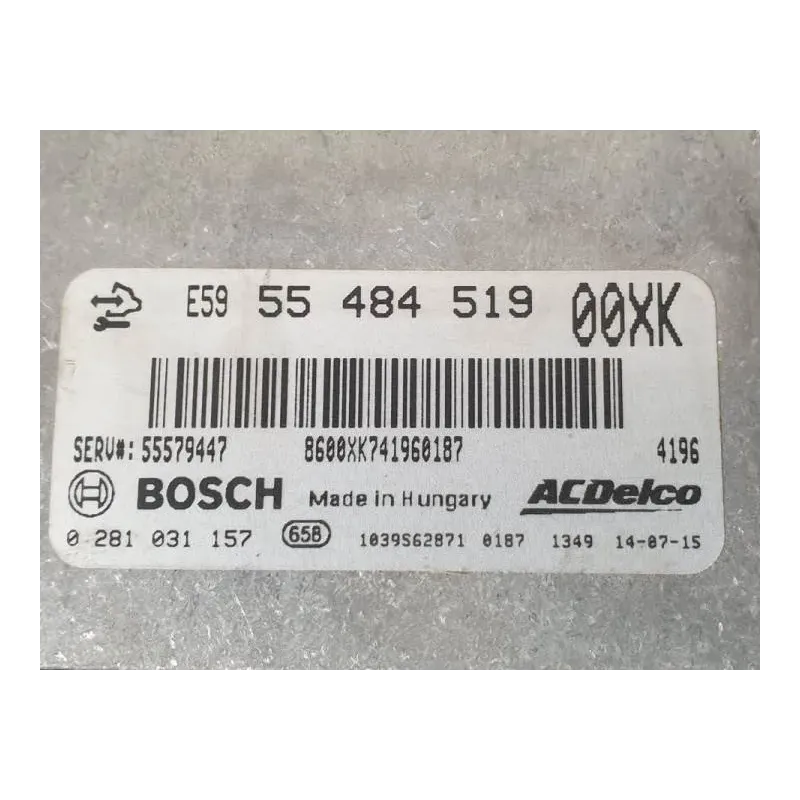 E59 55 484 519 00XK
SERV#: 55579447 8600XK741960187 4196
BOSCH Made in Hungary ACDelco
0 281 031 157 658 1039S62871 0187 1349 14-07-15